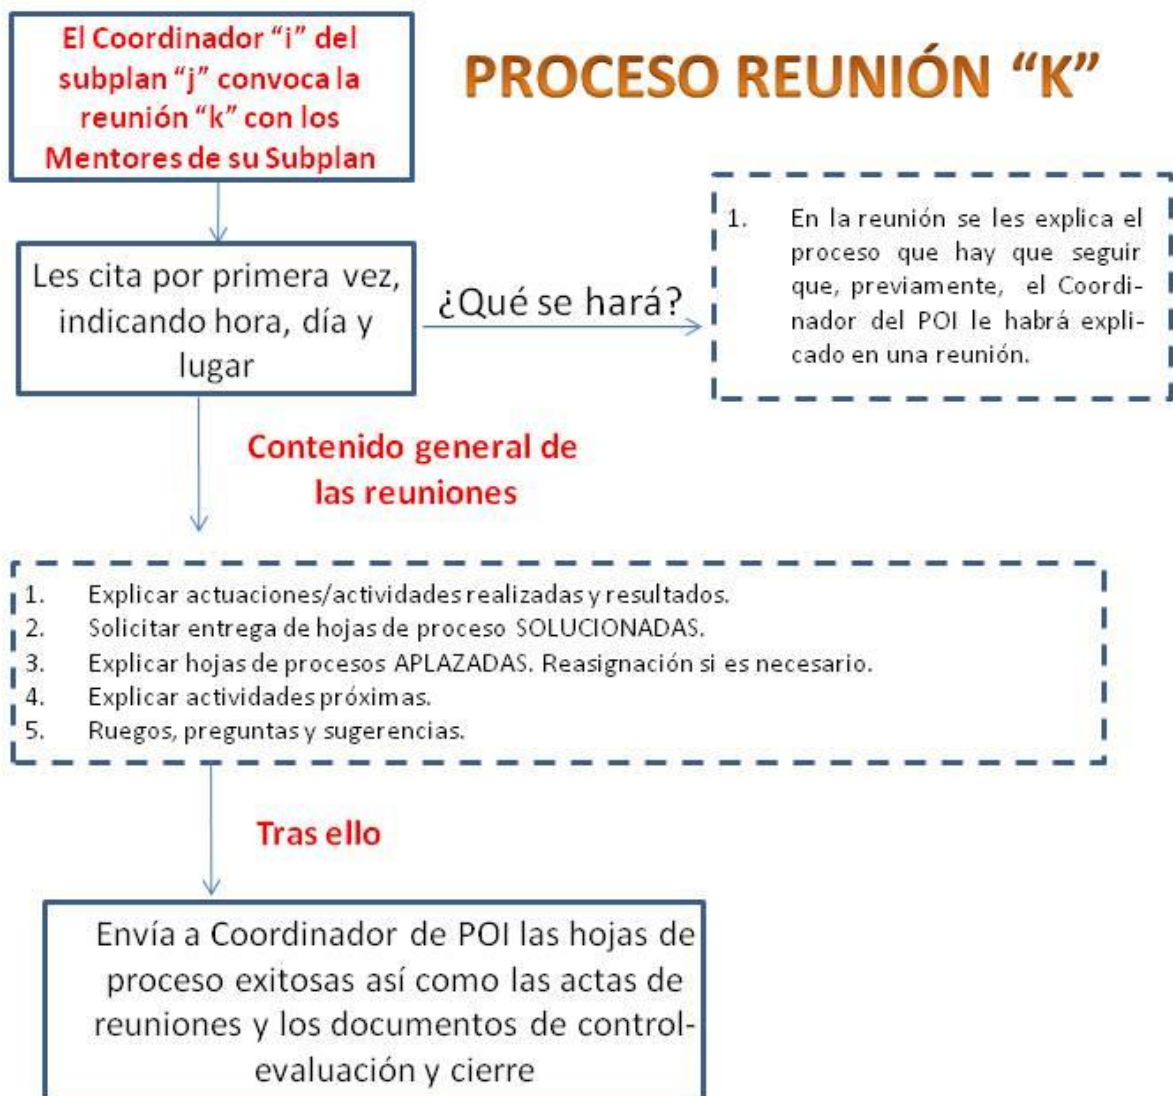 El Coordinador “i” del
subplan “j” convoca la
reunión “k” con los
Mentores de su Subplan
PROCESO REUNIÓN “K”
Les cita por primera vez,
indicando hora, día y
lugar
¿Qué se hará?
1. En la reunión se les explica el
proceso que hay que seguir
que, previamente, el Coordi-
nador del POI le habrá expli-
cado en una reunión.
Contenido general de
las reuniones
1. Explicar actuaciones/actividades realizadas y resultados.
2. Solicitar entrega de hojas de proceso SOLUCIONADAS.
3. Explicar hojas de procesos APLAZADAS. Reasignación si es necesario.
4. Explicar actividades próximas.
5. Ruegos, preguntas y sugerencias.
Tras ello
Envía a Coordinador de POI las hojas de
proceso exitosas así como las actas de
reuniones y los documentos de control-
evaluación y cierre